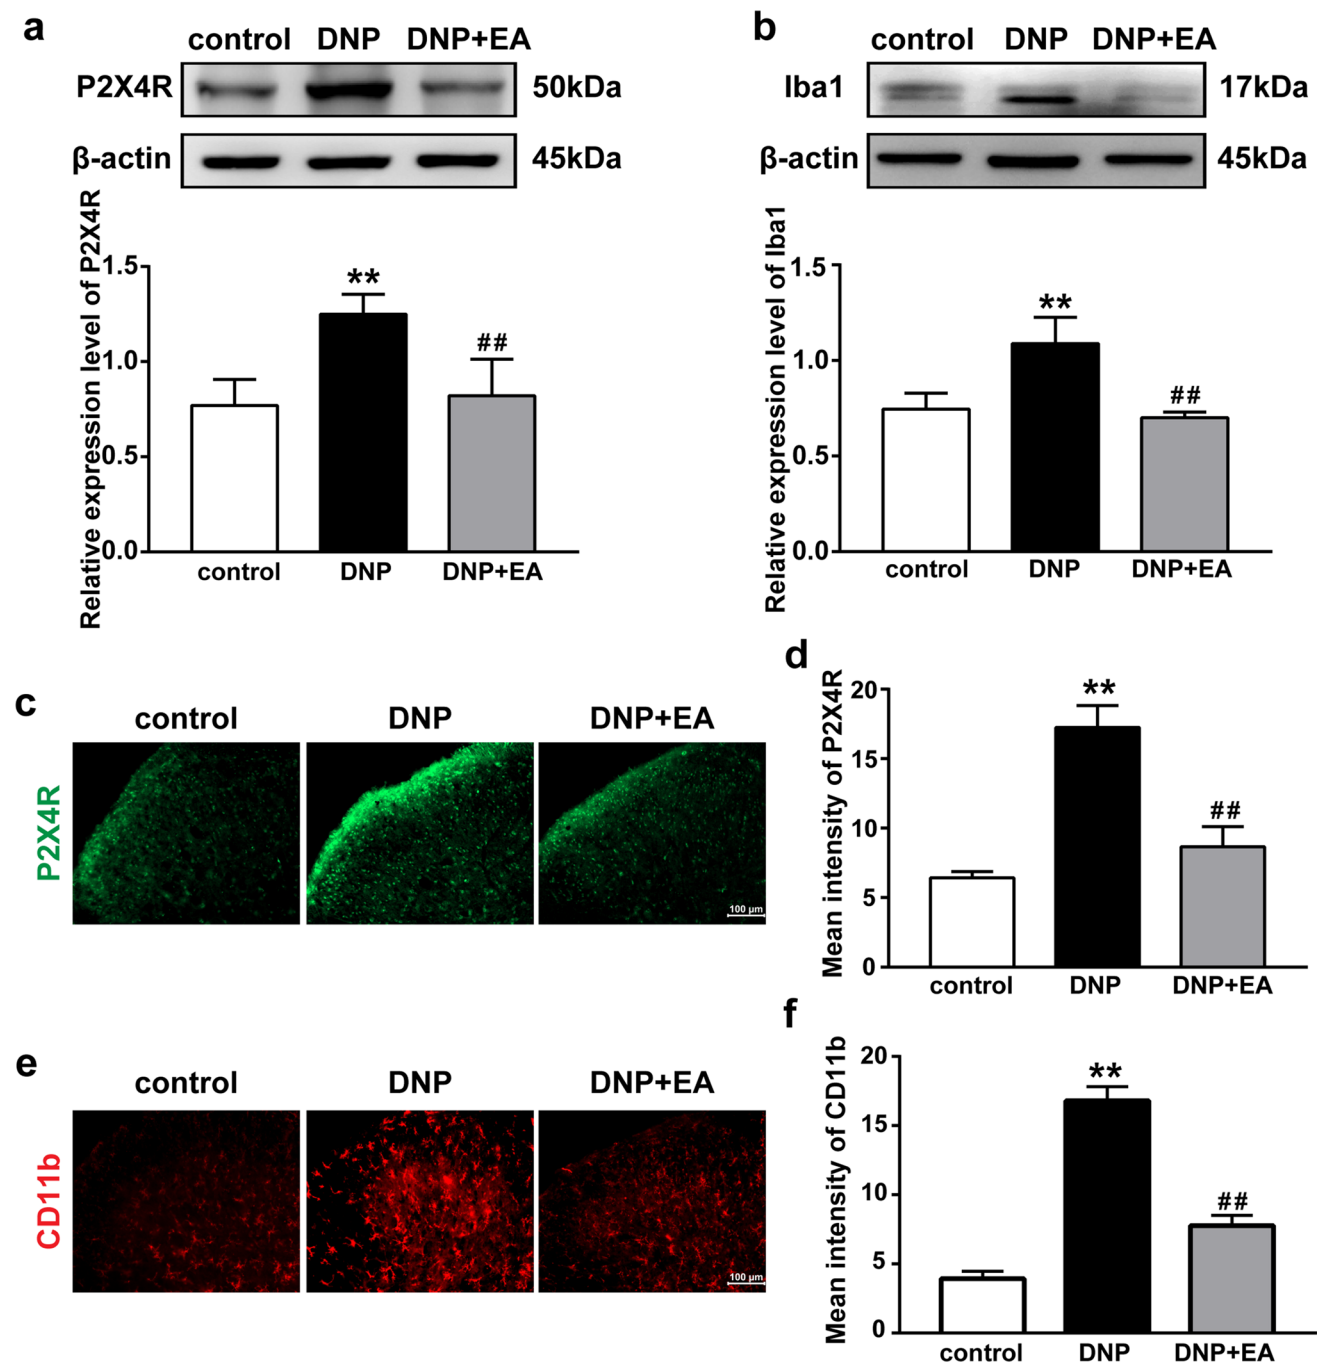 a
control DNP DNP+EA
P2X4R 50kDa
β-actin 45kDa
Relative expression level of P2X4R
1.5
1.0
0.5
0.0
**
##
control DNP DNP+EA
b
control DNP DNP+EA
Iba1 17kDa
β-actin 45kDa
Relative expression level of Iba1
1.5
1.0
0.5
0.0
**
##
control DNP DNP+EA
c
control DNP DNP+EA
P2X4R
100 μm
d
Mean intensity of P2X4R
20
15
10
5
0
**
##
control DNP DNP+EA
e
control DNP DNP+EA
CD11b
100 μm
f
Mean intensity of CD11b
20
15
10
5
0
**
##
control DNP DNP+EA